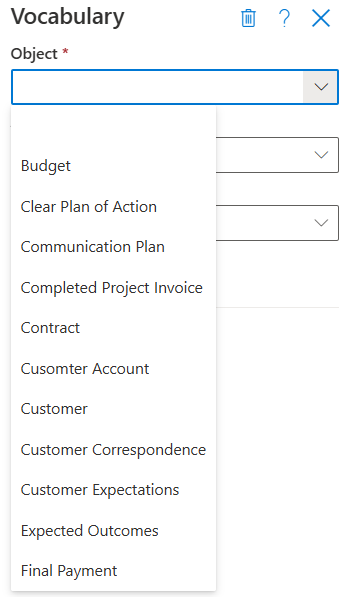 Vocabulary
Object *
Budget
Clear Plan of Action
Communication Plan
Completed Project Invoice
Contract
Cusomter Account
Customer
Customer Correspondence
Customer Expectations
Expected Outcomes
Final Payment